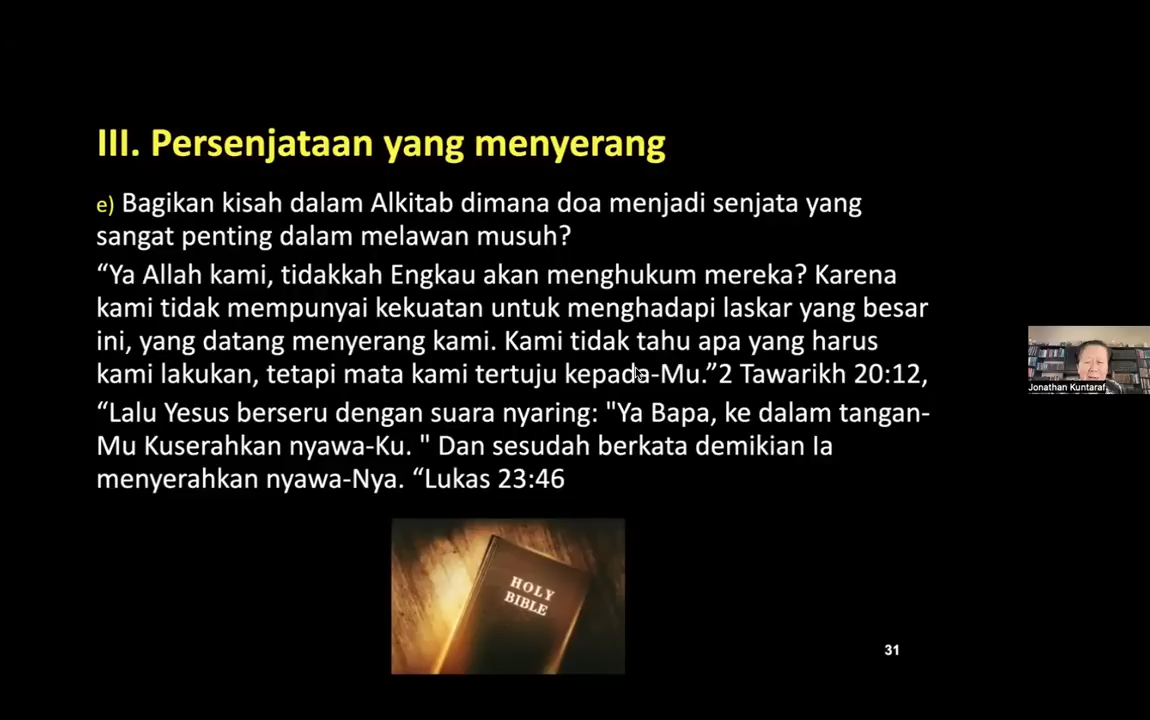 III. Persenjataan yang menyerang
e) Bagikan kisah dalam Alkitab dimana doa menjadi senjata yang
sangat penting dalam melawan musuh?
“Ya Allah kami, tidakkah Engkau akan menghukum mereka? Karena
kami tidak mempunyai kekuatan untuk menghadapi laskar yang besar
ini, yang datang menyerang kami. Kami tidak tahu apa yang harus
kami lakukan, tetapi mata kami tertuju kepada-Mu.”2 Tawarikh 20:12,
“Lalu Yesus berseru dengan suara nyaring: "Ya Bapa, ke dalam tangan-
Mu Kuserahkan nyawa-Ku. " Dan sesudah berkata demikian Ia
menyerahkan nyawa-Nya. “Lukas 23:46
HOLY
BIBLE
31
Jonathan Kuntaraf